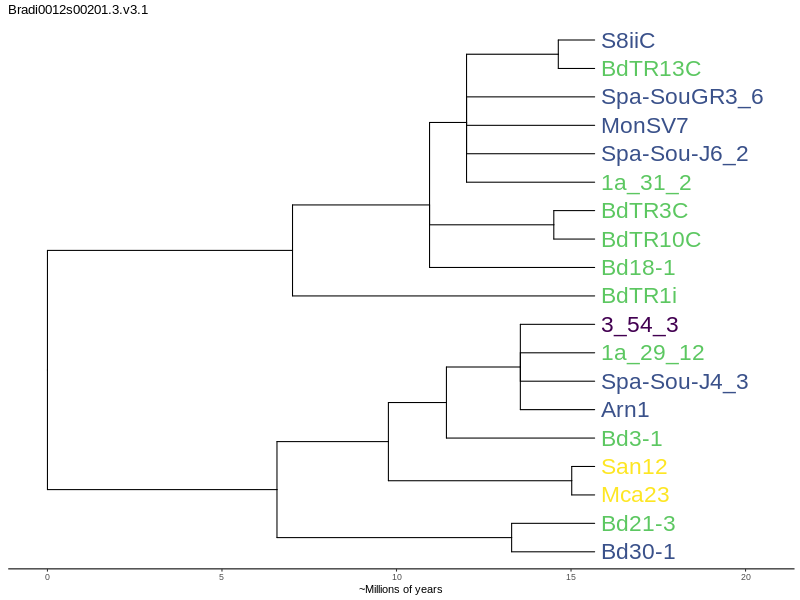 Bradi0012s00201.3.v3.1
S8iiC
BdTR13C
Spa-SouGR3_6
MonSV7
Spa-Sou-J6_2
1a_31_2
BdTR3C
BdTR10C
Bd18-1
BdTR1i
3_54_3
1a_29_12
Spa-Sou-J4_3
Arn1
Bd3-1
San12
Mca23
Bd21-3
Bd30-1
0 5 10 15 20
~Millions of years